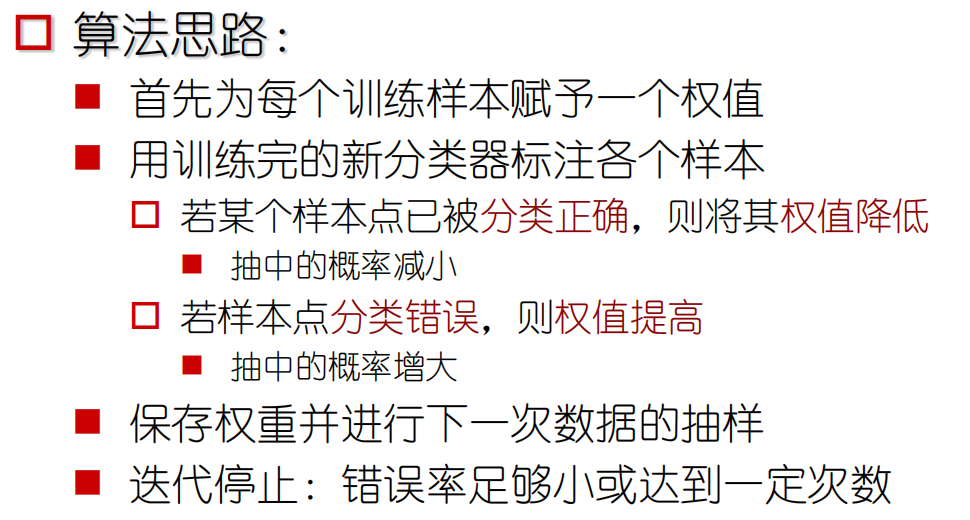 算法思路：
首先为每个训练样本赋予一个权值
用训练完的新分类器标注各个样本
若某个样本点已被分类正确，则将其权值降低
抽中的概率减小
若样本点分类错误，则权值提高
抽中的概率增大
保存权重并进行下一次数据的抽样
迭代停止：错误率足够小或达到一定次数